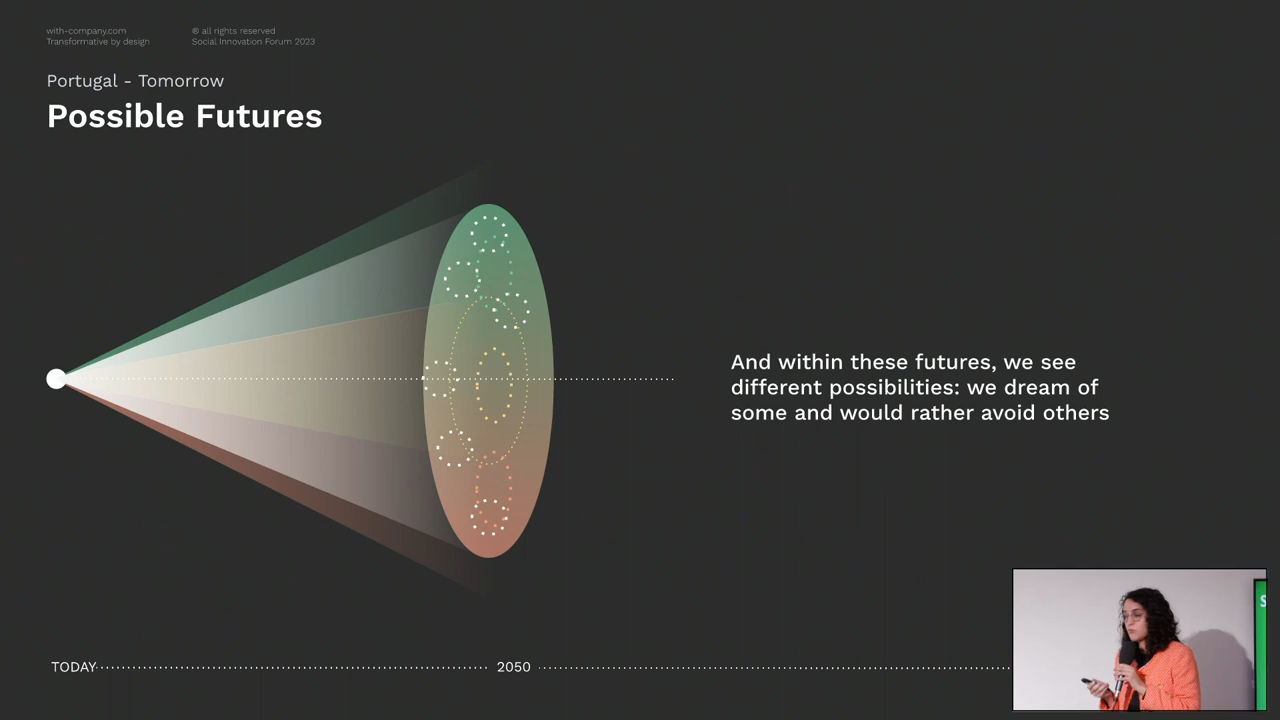 with-company.com
Transformative by design
® all rights reserved
Social Innovation Forum 2023
Portugal - Tomorrow
Possible Futures
And within these futures, we see
different possibilities: we dream of
some and would rather avoid others
TODAY
2050
S